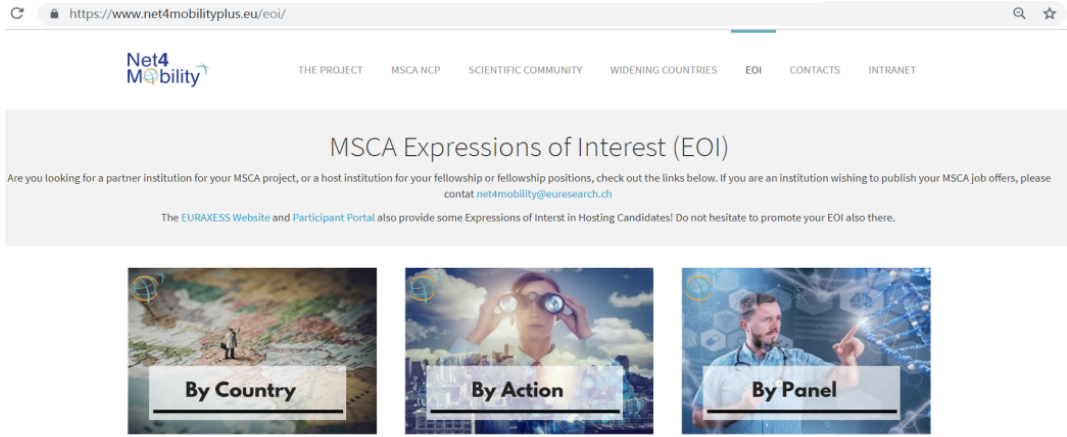 https://www.net4mobilityplus.eu/eoi/
Net4
Mobility
THE PROJECT MSCA NCP SCIENTIFIC COMMUNITY WIDENING COUNTRIES EOI CONTACTS INTRANET
MSCA Expressions of Interest (EOI)
Are you looking for a partner institution for your MSCA project, or a host institution for your fellowship or fellowship positions, check out the links below. If you are an institution wishing to publish your MSCA job offers, please
contat net4mobility@euresearch.ch
The EURAXESS Website and Participant Portal also provide some Expressions of Interst in Hosting Candidates! Do not hesitate to promote your EOI also there.
By Country
By Action
By Panel